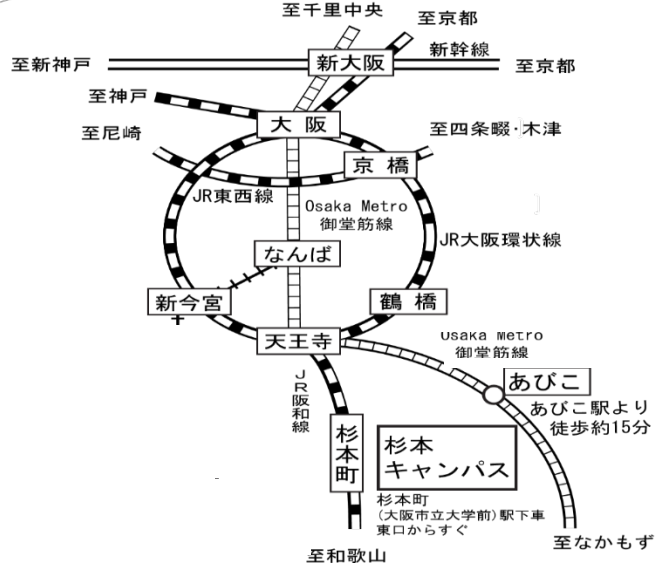 至千里中央
至京都
新幹線
至新神戸
新大阪
至京都
至神戸
大阪
至尼崎
至四条畷・木津
京橋
JR東西線
Osaka Metro
御堂筋線
JR大阪環状線
なんば
新今宮
鶴橋
天王寺
Osaka Metro
御堂筋線
JR阪和線
あびこ
あびこ駅より
徒歩約15分
杉本町
杉本
キャンパス
杉本町
(大阪市立大学前)駅下車
東口からすぐ
至なかもず
至和歌山